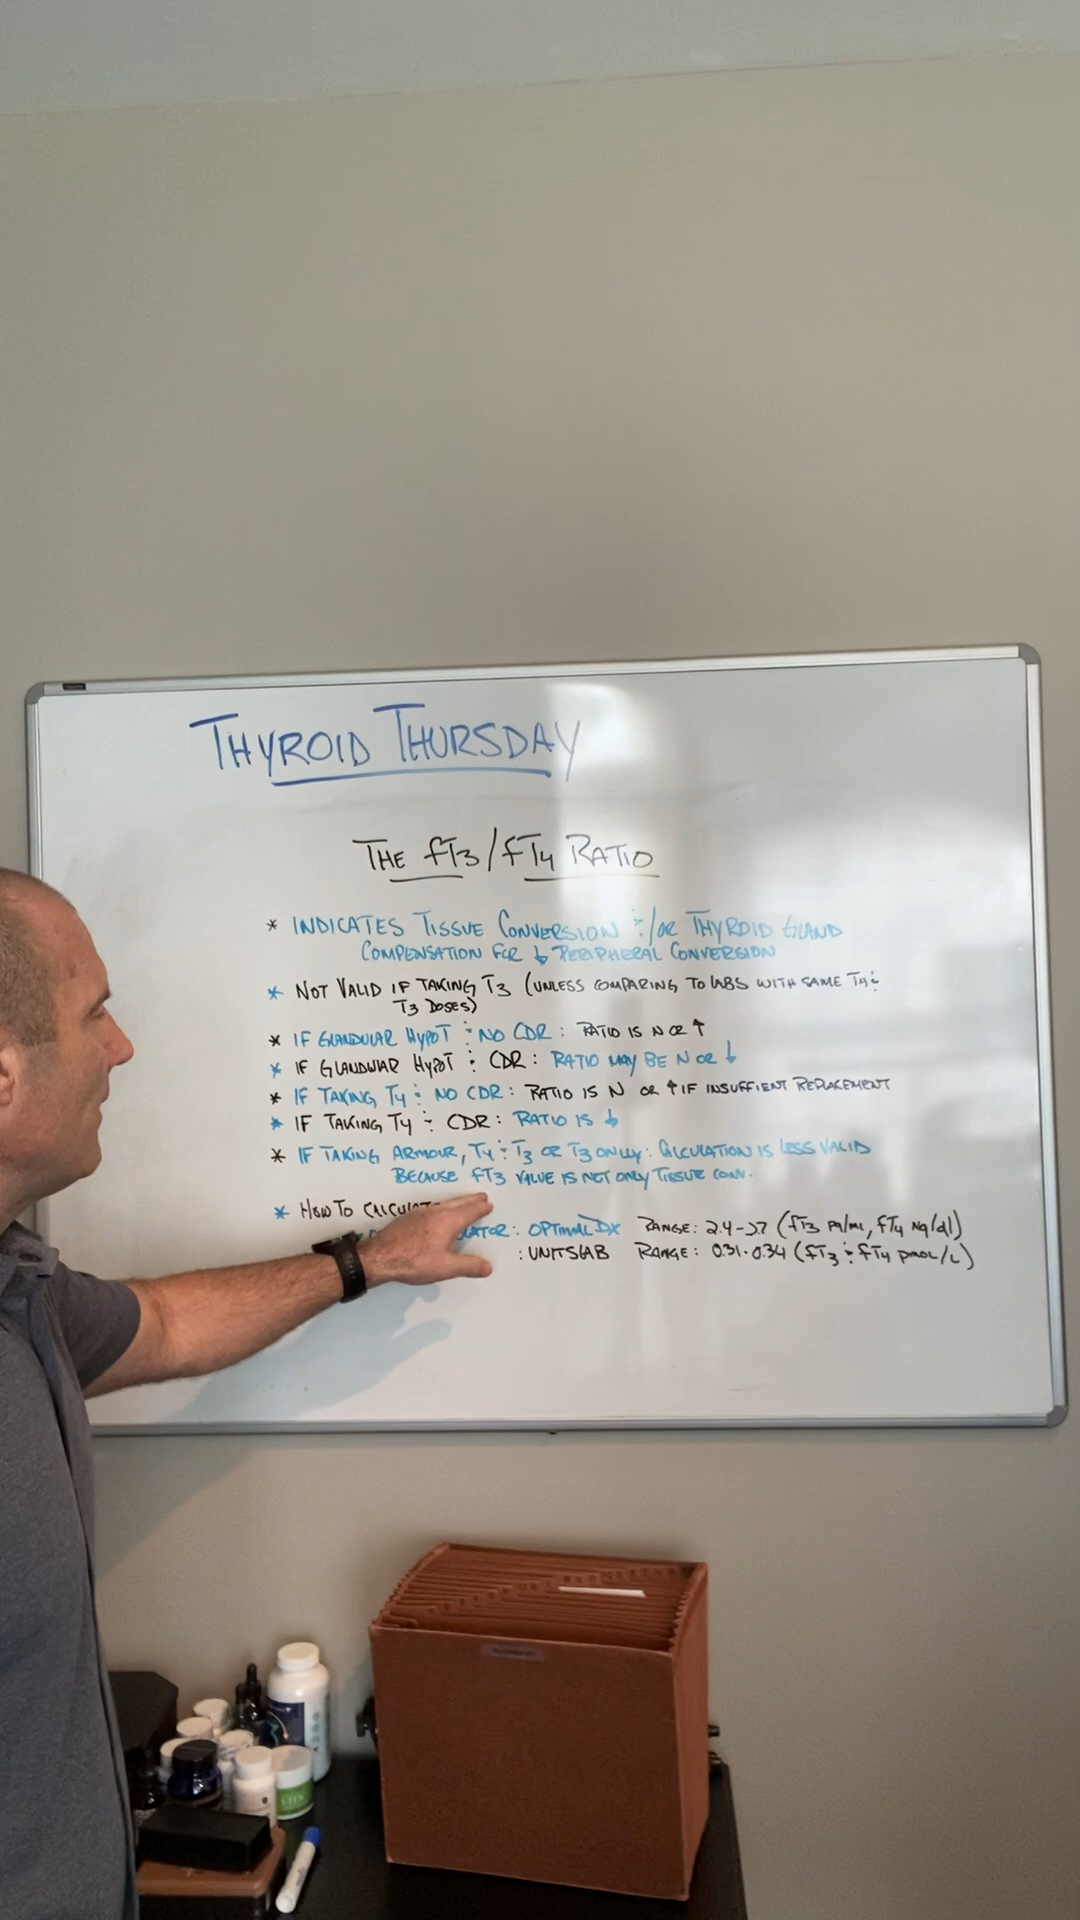 THYROID THURSDAY
THE fT3/fT4 RATIO
* INDICATES TISSUE CONVERSION &/OR THYROID GLAND
COMPENSATION FOR ↓ PERIPHERAL CONVERSION
* NOT VALID IF TAKING T3 (UNLESS COMPARING TO LABS WITH SAME T4 &
T3 DOSES)
* IF GLANDULAR HYPOT & NO CDR: RATIO IS N OR ↑
* IF GLANDULAR HYPOT & CDR: RATIO MAY BE N OR ↓
* IF TAKING T4 & NO CDR: RATIO IS N OR ↑ IF INSUFFICIENT REPLACEMENT
* IF TAKING T4 & CDR: RATIO IS ↓
* IF TAKING ARMOUR, T4 & T3 OR T3 ONLY: CALCULATION IS LESS VALID
BECAUSE fT3 VALUE IS NOT ONLY TISSUE CONV.
* HOW TO CALCULATE
LATOR: OPTIMAL DX RANGE: 2.4-2.7 (fT3 pg/ml, fT4 ng/dl)
: UNITSLAB RANGE: 0.31-0.34 (fT3 & fT4 pmol/L)